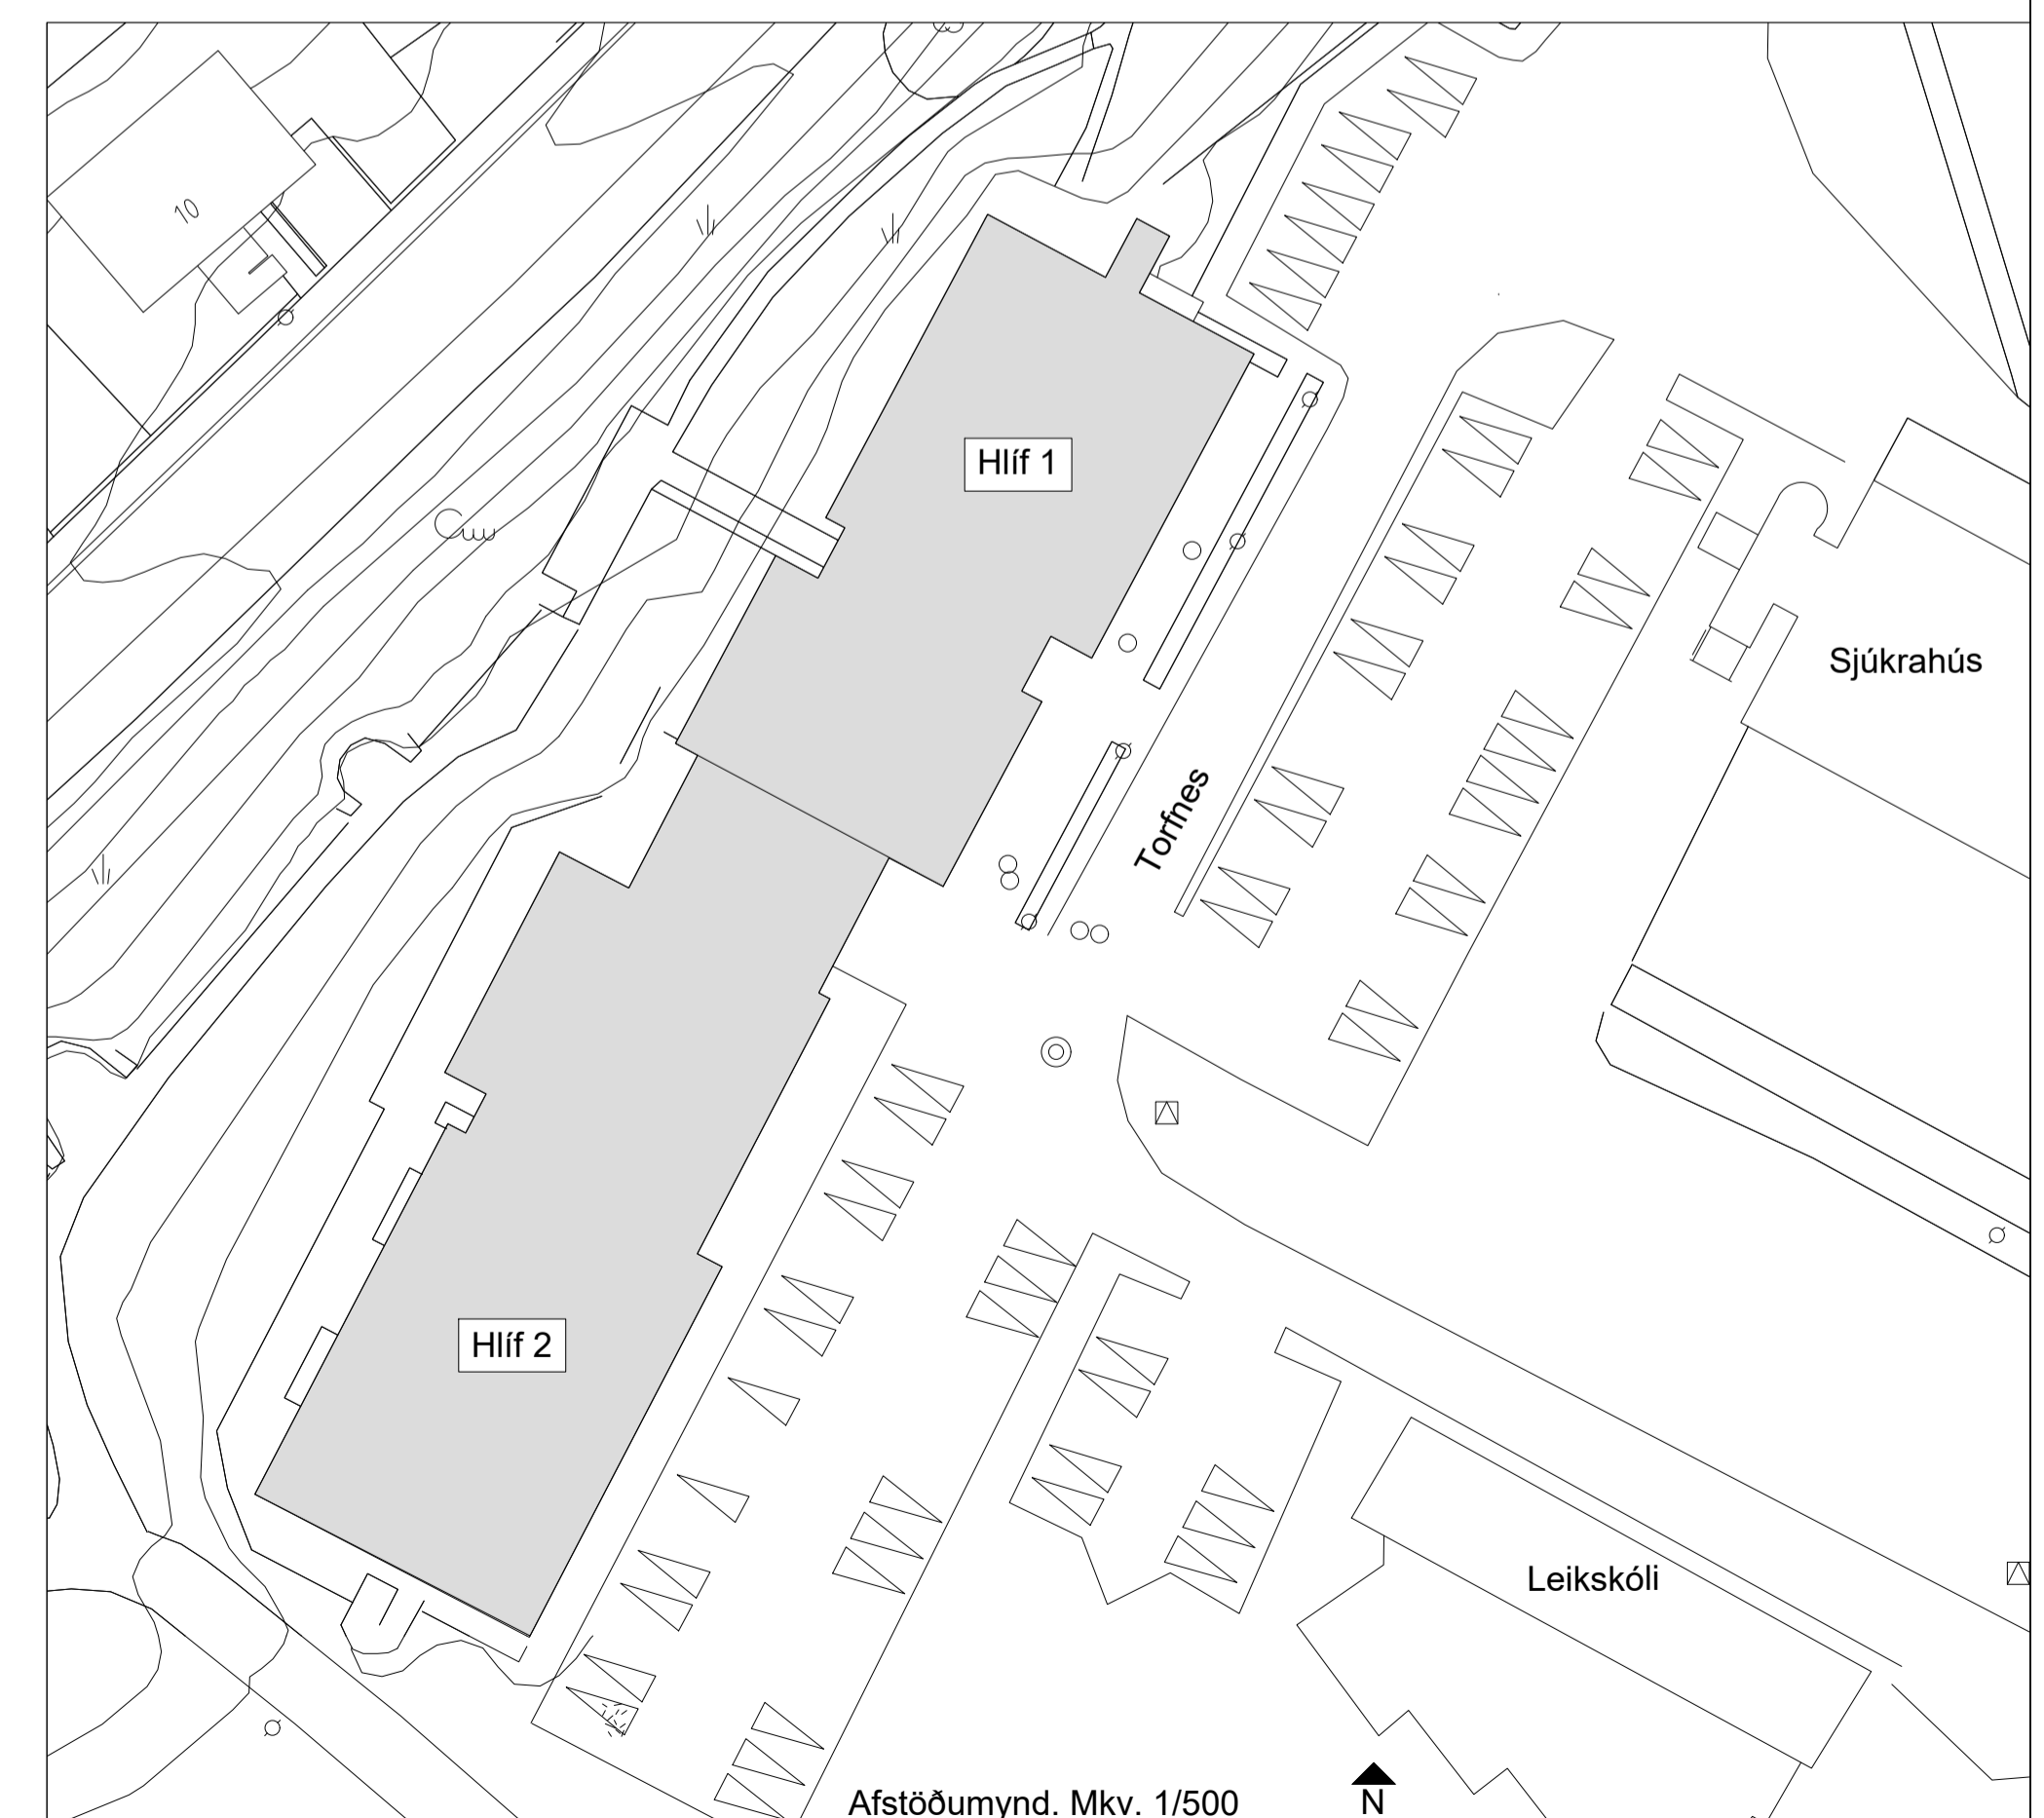 10
Hlíf 1
Sjúkrahús
Torfnes
Hlíf 2
Leikskóli
Afstöðumynd. Mkv. 1/500
N